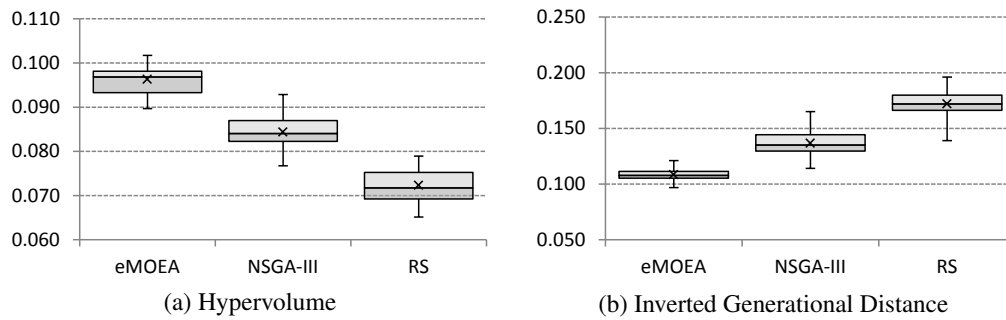 0.110
0.100
0.090
0.080
0.070
0.060
eMOEA NSGA-III RS
(a) Hypervolume
0.250
0.200
0.150
0.100
0.050
eMOEA NSGA-III RS
(b) Inverted Generational Distance